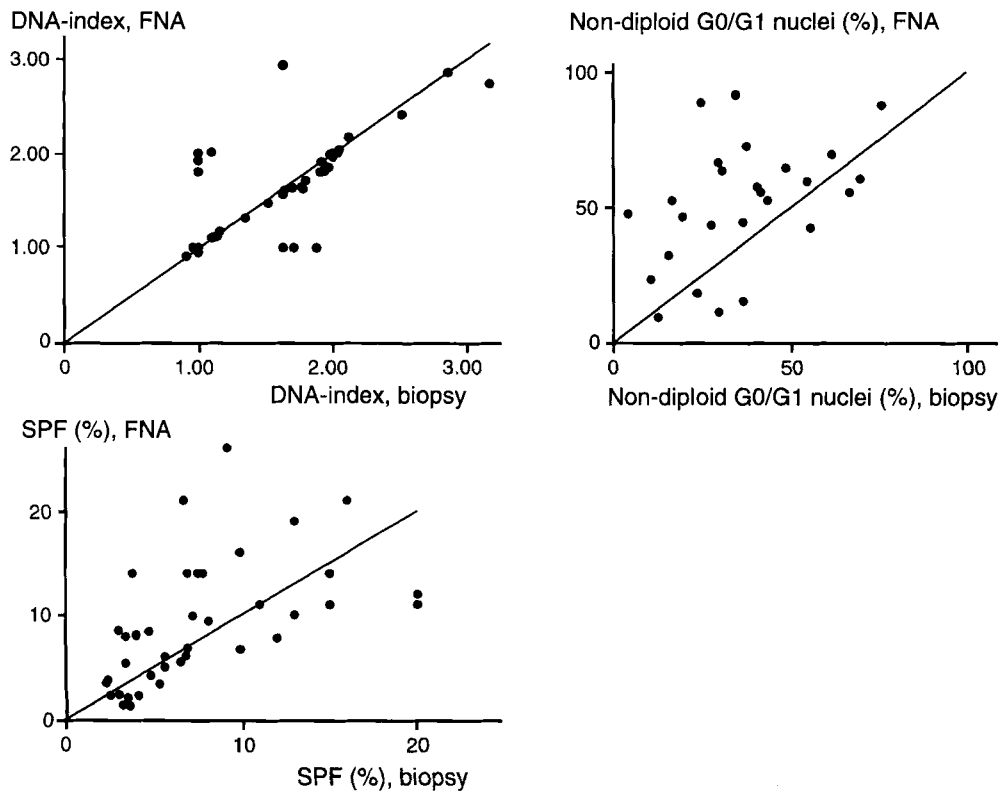 DNA-index, FNA
3.00
2.00
1.00
0
0 1.00 2.00 3.00
DNA-index, biopsy
Non-diploid G0/G1 nuclei (%), FNA
100
50
0
0 50 100
Non-diploid G0/G1 nuclei (%), biopsy
SPF (%), FNA
20
10
0
0 10 20
SPF (%), biopsy